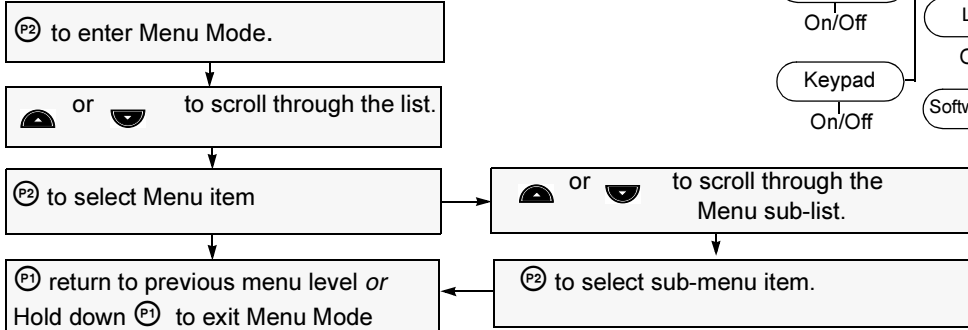 P2 to enter Menu Mode.
or to scroll through the list.
P2 to select Menu item
P1 return to previous menu level or
Hold down P1 to exit Menu Mode
or to scroll through the
Menu sub-list.
P2 to select sub-menu item.
On/Off
Keypad
On/Off
L
Softw